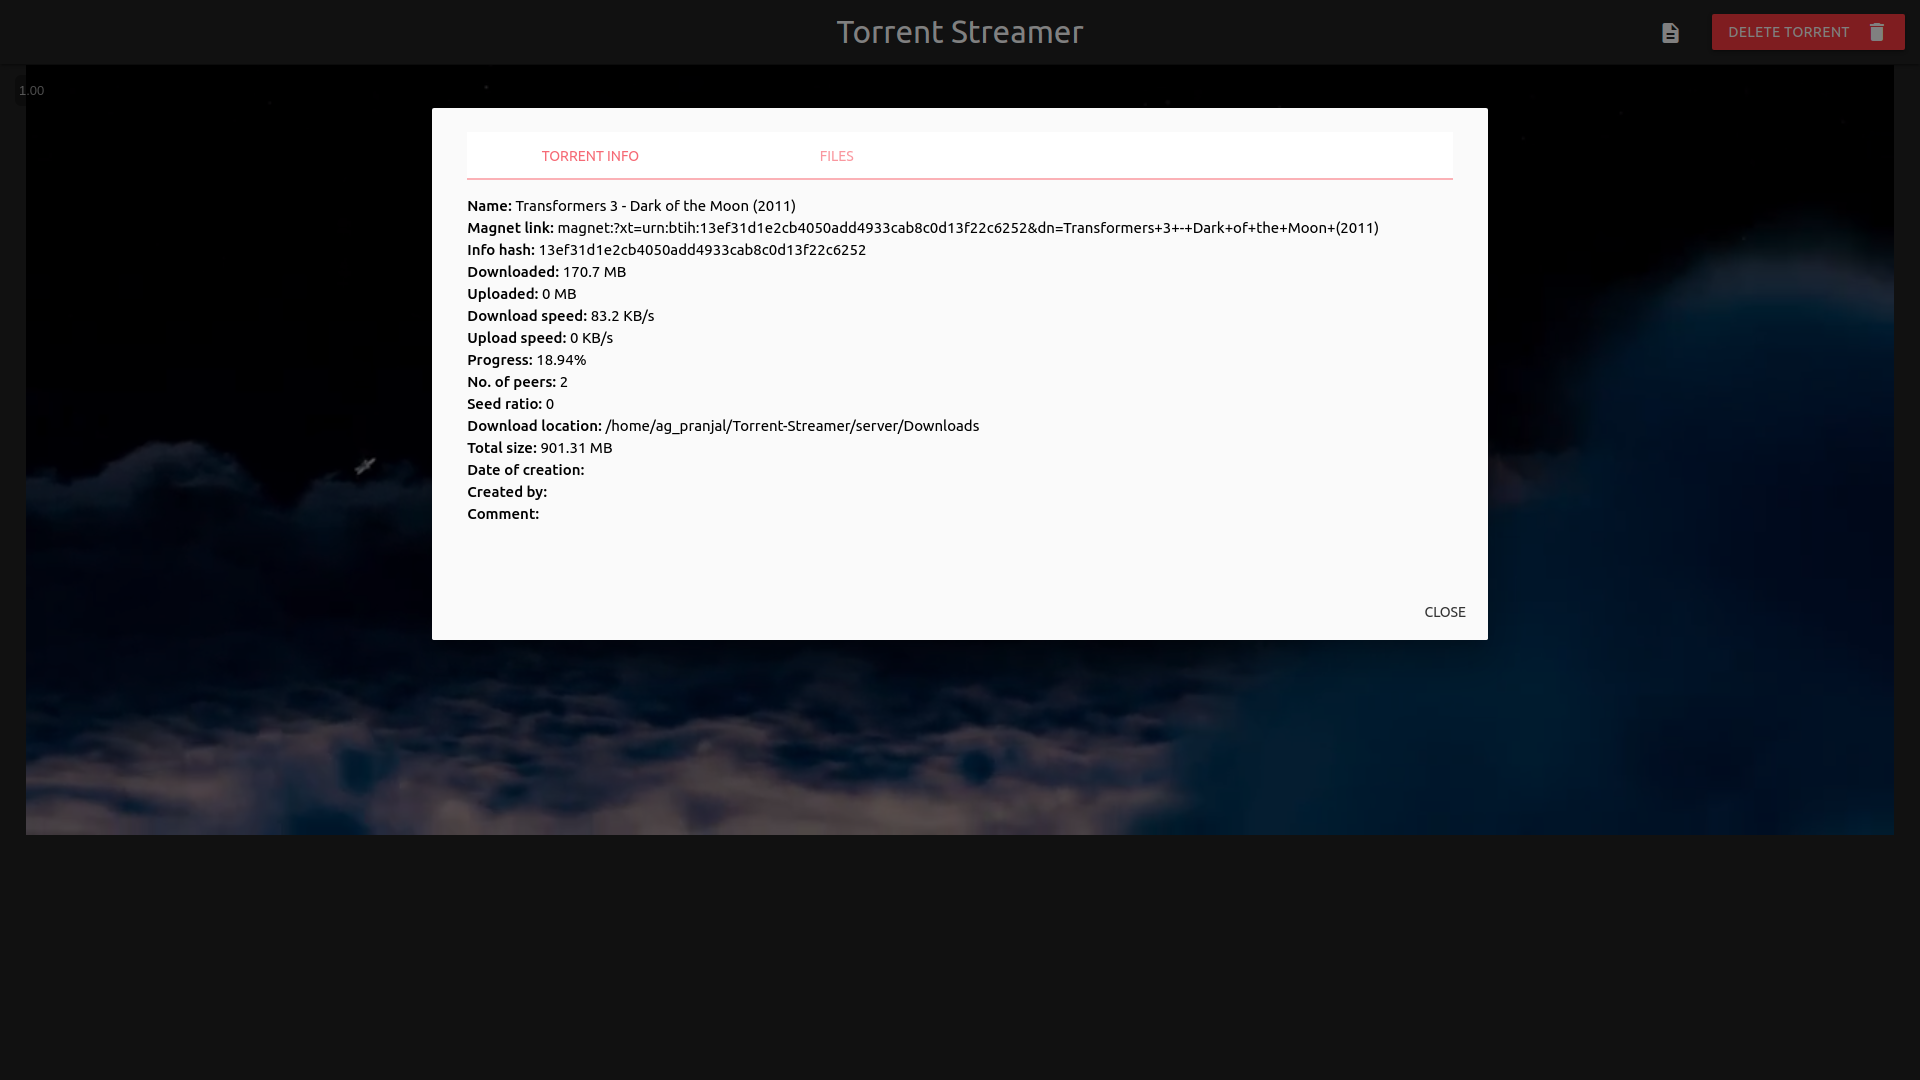 Torrent Streamer
DELETE TORRENT
1.00
TORRENT INFO
FILES
Name: Transformers 3 - Dark of the Moon (2011)
Magnet link: magnet:?xt=urn:btih:13ef31d1e2cb4050add4933cab8c0d13f22c6252&dn=Transformers+3+-+Dark+of+the+Moon+(2011)
Info hash: 13ef31d1e2cb4050add4933cab8c0d13f22c6252
Downloaded: 170.7 MB
Uploaded: 0 MB
Download speed: 83.2 KB/s
Upload speed: 0 KB/s
Progress: 18.94%
No. of peers: 2
Seed ratio: 0
Download location: /home/ag_pranjal/Torrent-Streamer/server/Downloads
Total size: 901.31 MB
Date of creation:
Created by:
Comment:
CLOSE